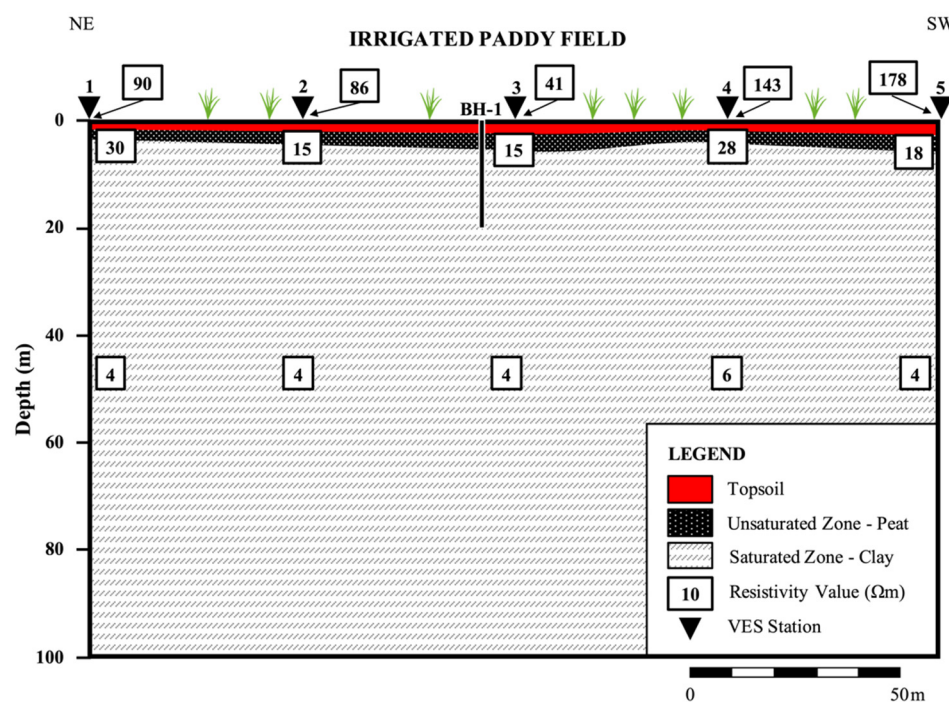 NE
SW
IRRIGATED PADDY FIELD
1
90
2
86
3
41
4
143
178
5
BH-1
0
30
15
15
28
18
20
40
4
4
4
6
4
Depth (m)
60
80
100
LEGEND
Topsoil
Unsaturated Zone - Peat
Saturated Zone - Clay
10 Resistivity Value (Ωm)
VES Station
0 50 m